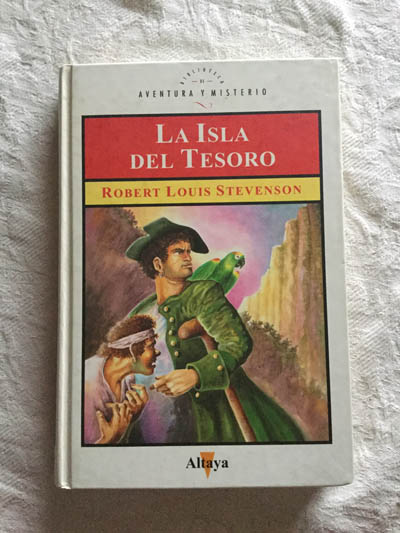 BIBLIOTECA
DE
AVENTURA Y MISTERIO
LA ISLA
DEL TESORO
ROBERT LOUIS STEVENSON
Altaya